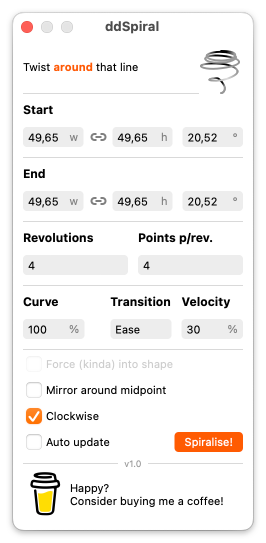 ddSpiral
Twist around that line
Start
49,65 w 49,65 h 20,52 °
End
49,65 w 49,65 h 20,52 °
Revolutions Points p/rev.
4 4
Curve Transition Velocity
100 % Ease 30 %
Force (kinda) into shape
Mirror around midpoint
Clockwise
Auto update Spiralise!
v1.0
Happy?
Consider buying me a coffee!